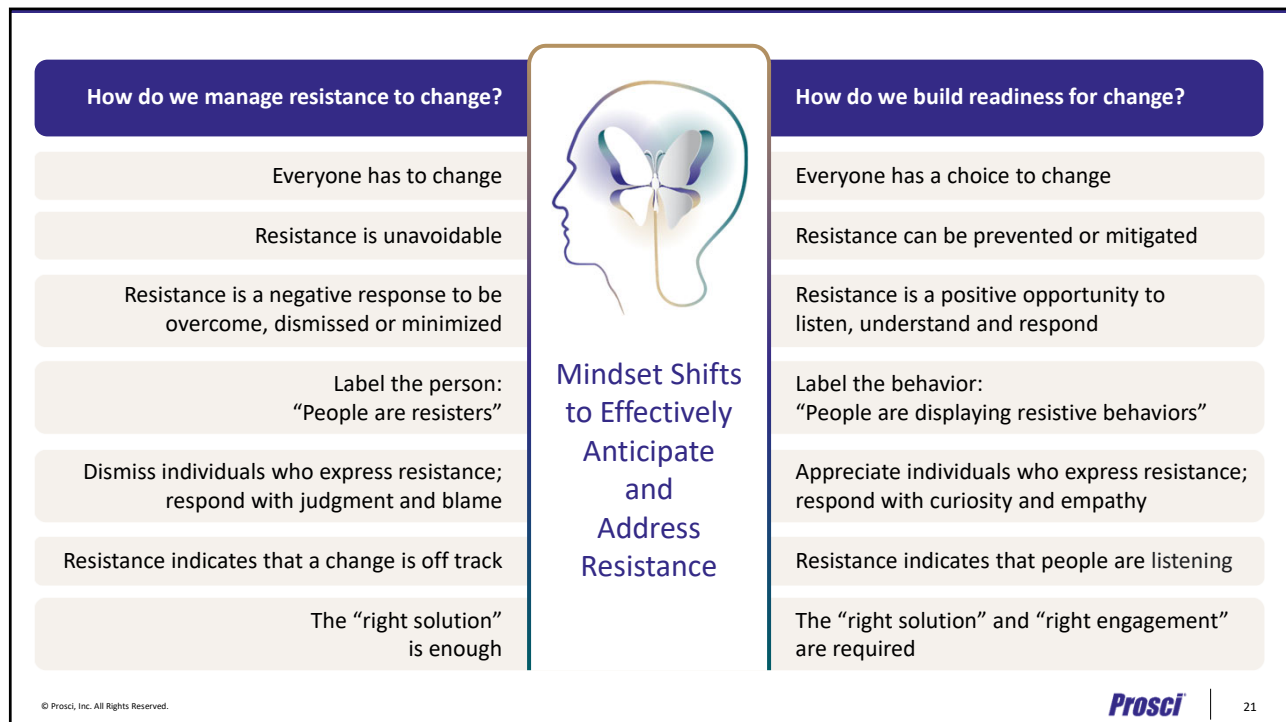 How do we manage resistance to change?
Everyone has to change
Resistance is unavoidable
Resistance is a negative response to be
overcome, dismissed or minimized
Label the person:
“People are resisters”
Dismiss individuals who express resistance;
respond with judgment and blame
Resistance indicates that a change is off track
The “right solution”
is enough
Mindset Shifts
to Effectively
Anticipate
and
Address
Resistance
How do we build readiness for change?
Everyone has a choice to change
Resistance can be prevented or mitigated
Resistance is a positive opportunity to
listen, understand and respond
Label the behavior:
“People are displaying resistive behaviors”
Appreciate individuals who express resistance;
respond with curiosity and empathy
Resistance indicates that people are listening
The “right solution” and “right engagement”
are required
© Prosci, Inc. All Rights Reserved.
Prosci
21